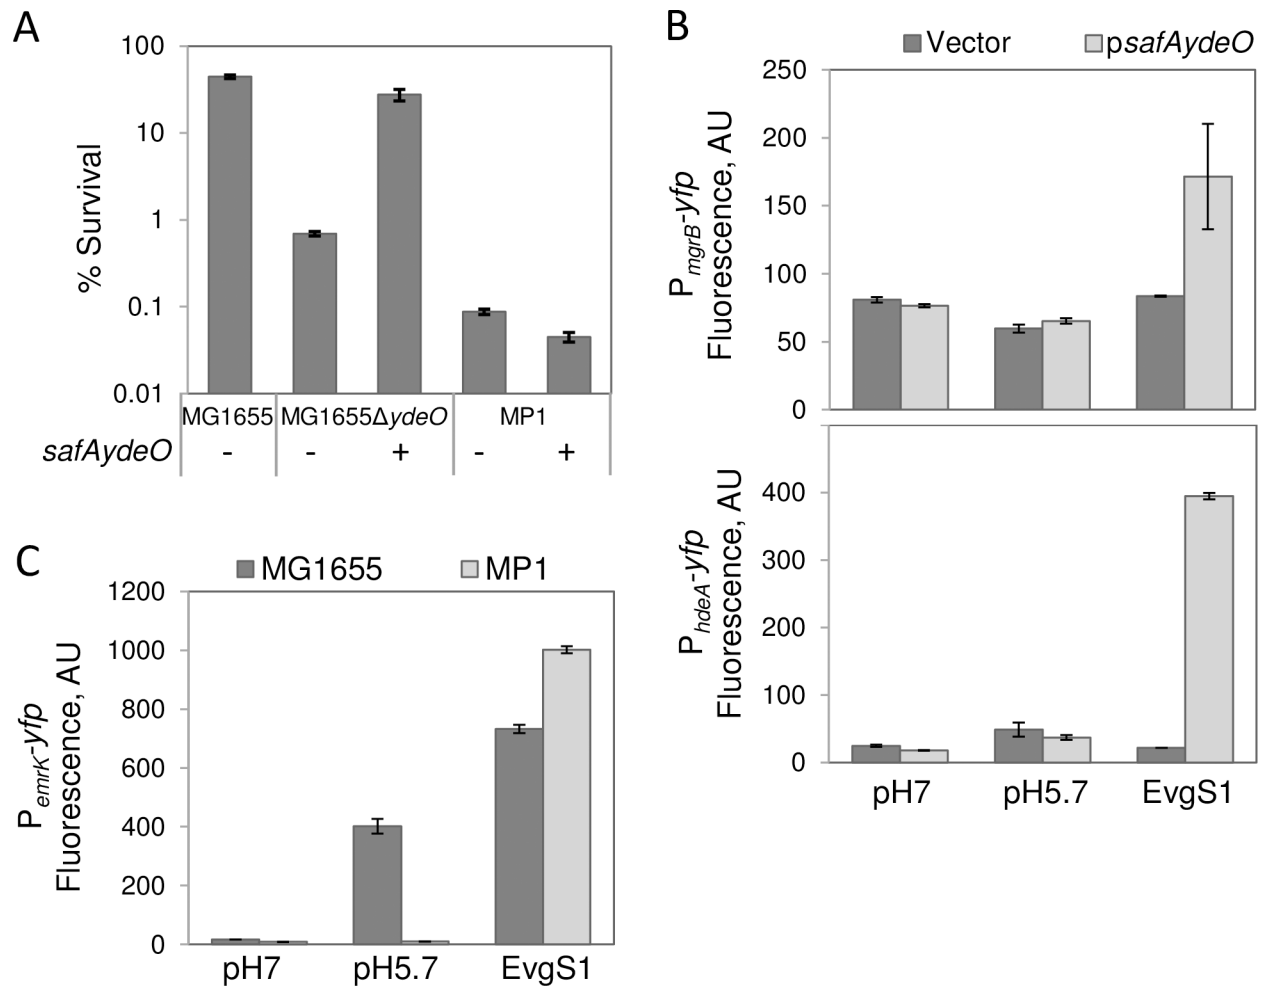 A
100
10
1
0.1
0.01
% Survival
MG1655 MG1655ΔydeO MP1
safAydeO - - + - +
B
Vector psafAydeO
250
200
150
100
50
0
PmgrB-yfp
Fluorescence, AU
400
300
200
100
0
PhdeA-yfp
Fluorescence, AU
pH7 pH5.7 EvgS1
C
MG1655 MP1
1200
1000
800
600
400
200
0
PemrK-yfp
Fluorescence, AU
pH7 pH5.7 EvgS1